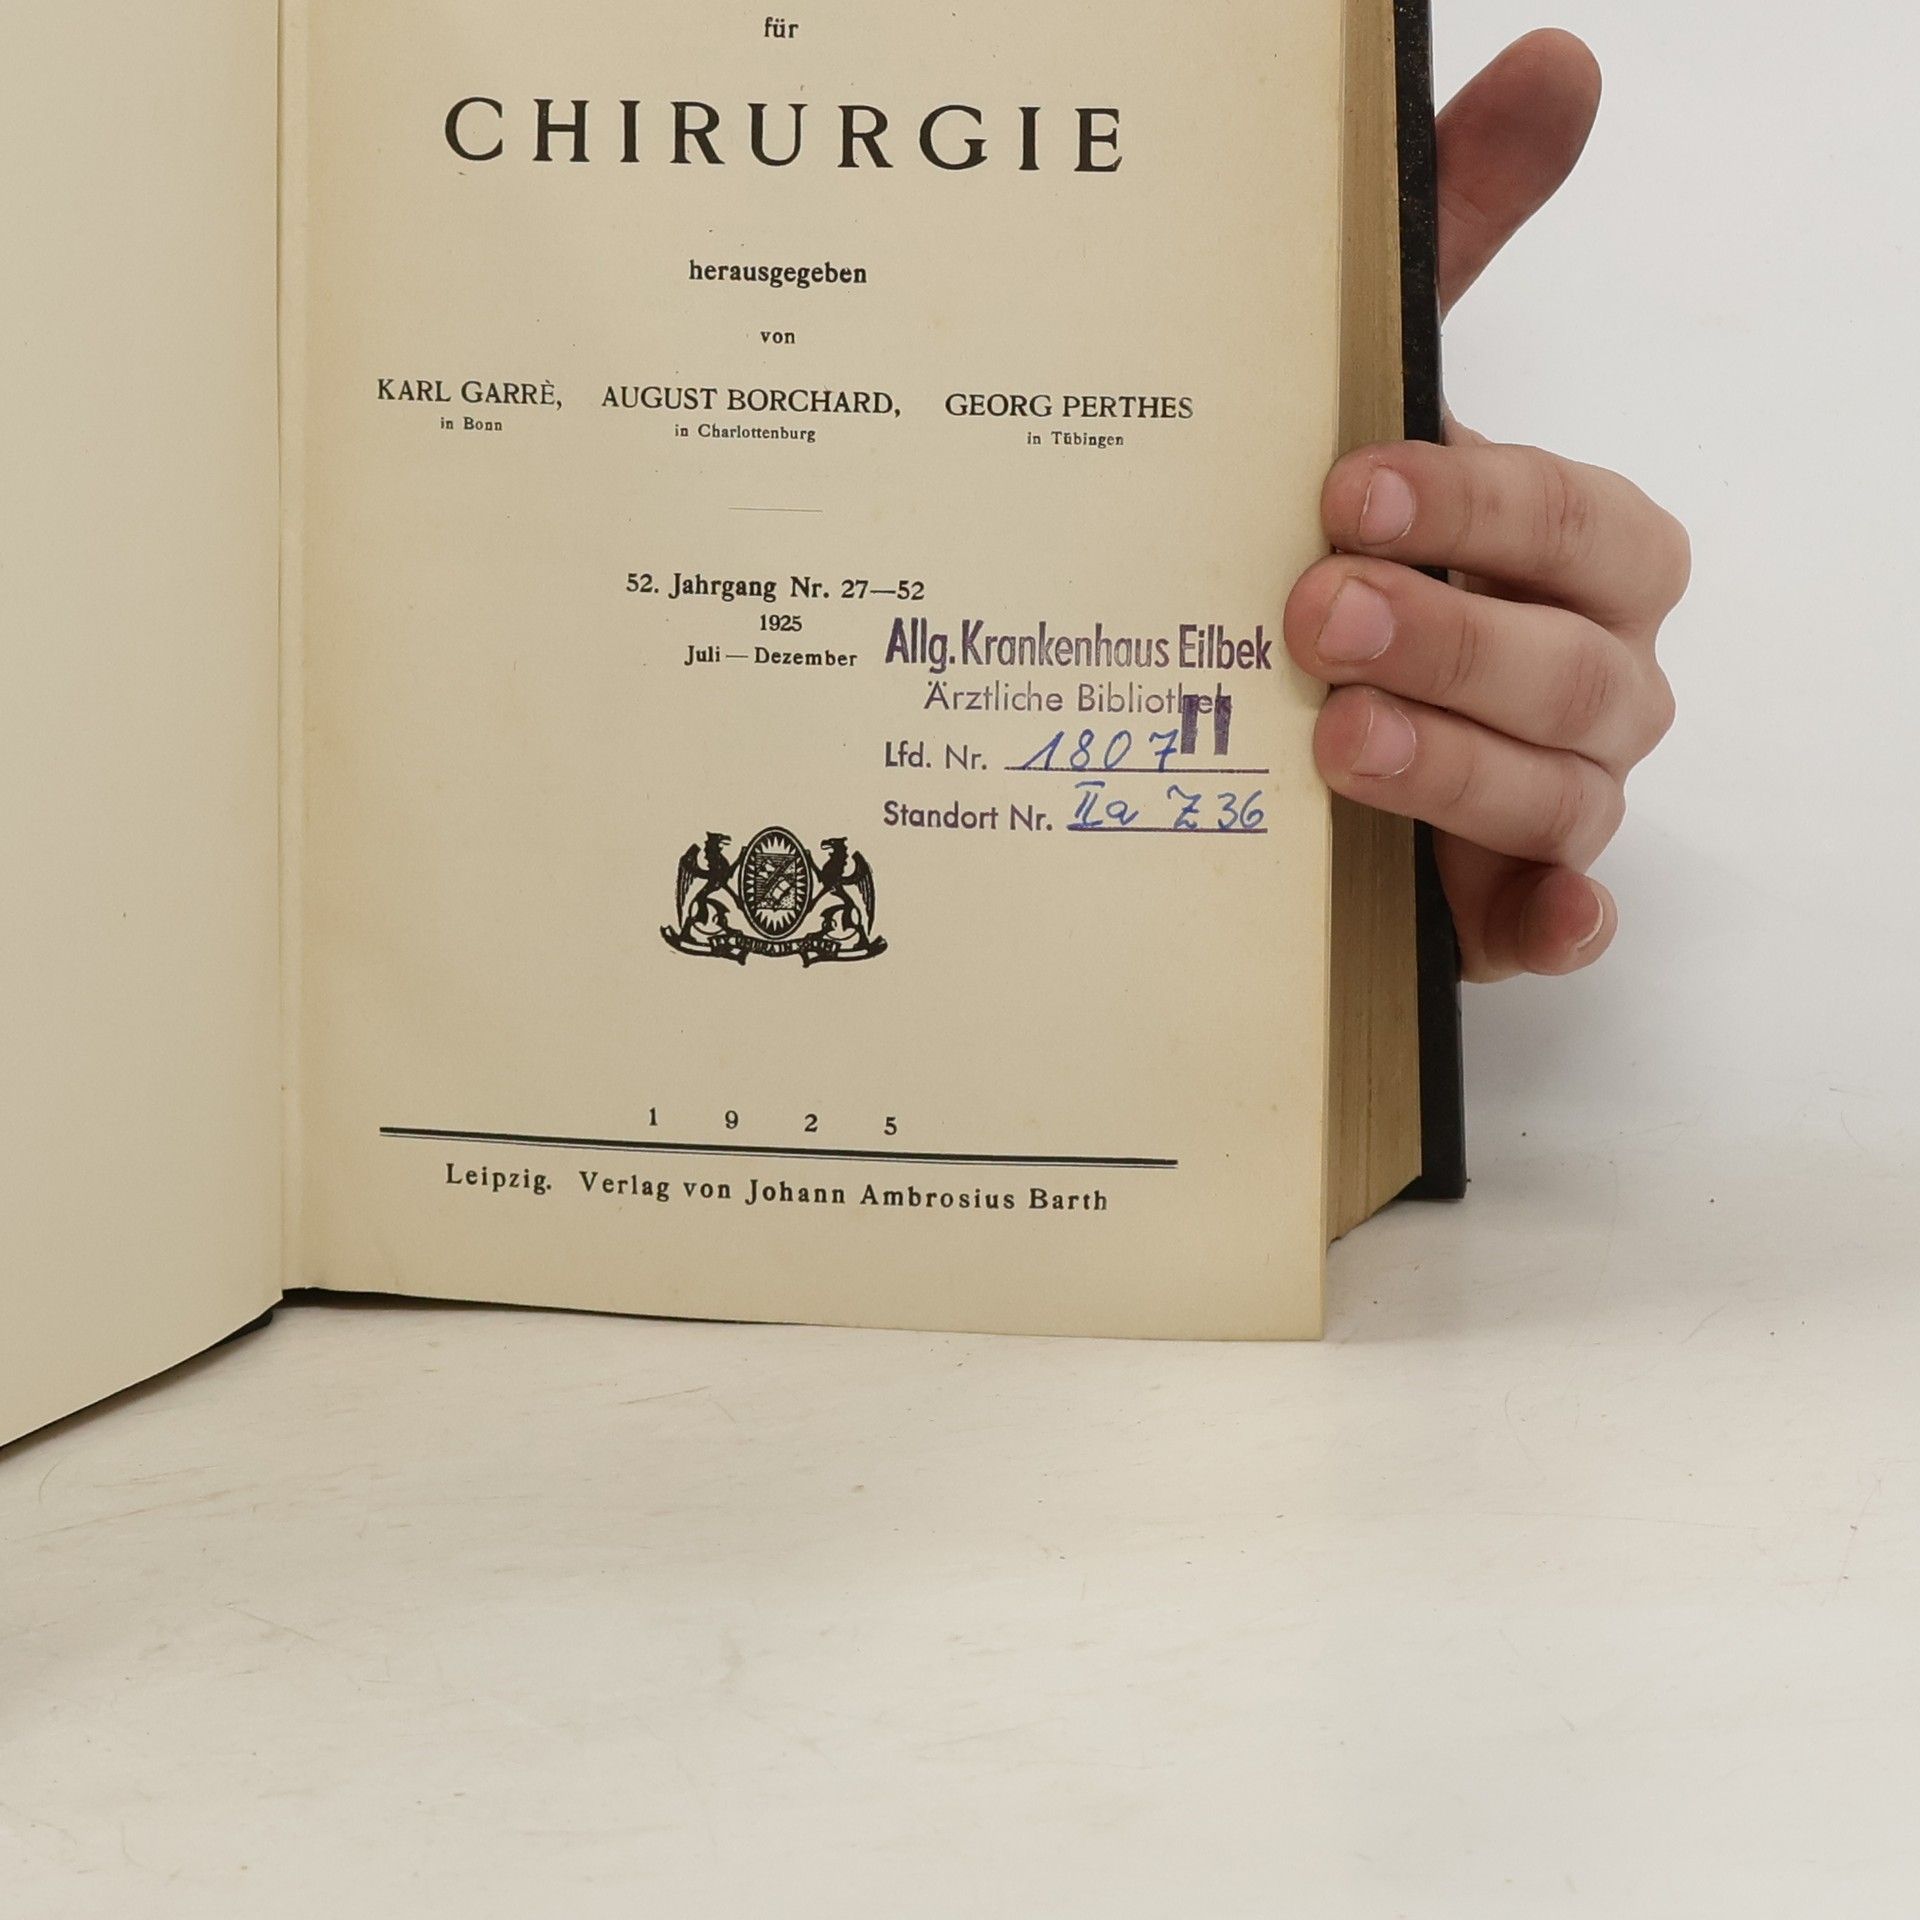 für
CHIRURGIE
herausgegeben
von
KARL GARRÈ, AUGUST BORCHARD, GEORG PERTHES
in Bonn in Charlottenburg in Tübingen
52. Jahrgang Nr. 27—52
1925
Juli — Dezember
Allg. Krankenhaus Eilbek
Ärztliche Bibliothek
II
Lfd. Nr. 1807
Standort Nr. IIa Z 36
1 9 2 5
Leipzig. Verlag von Johann Ambrosius Barth